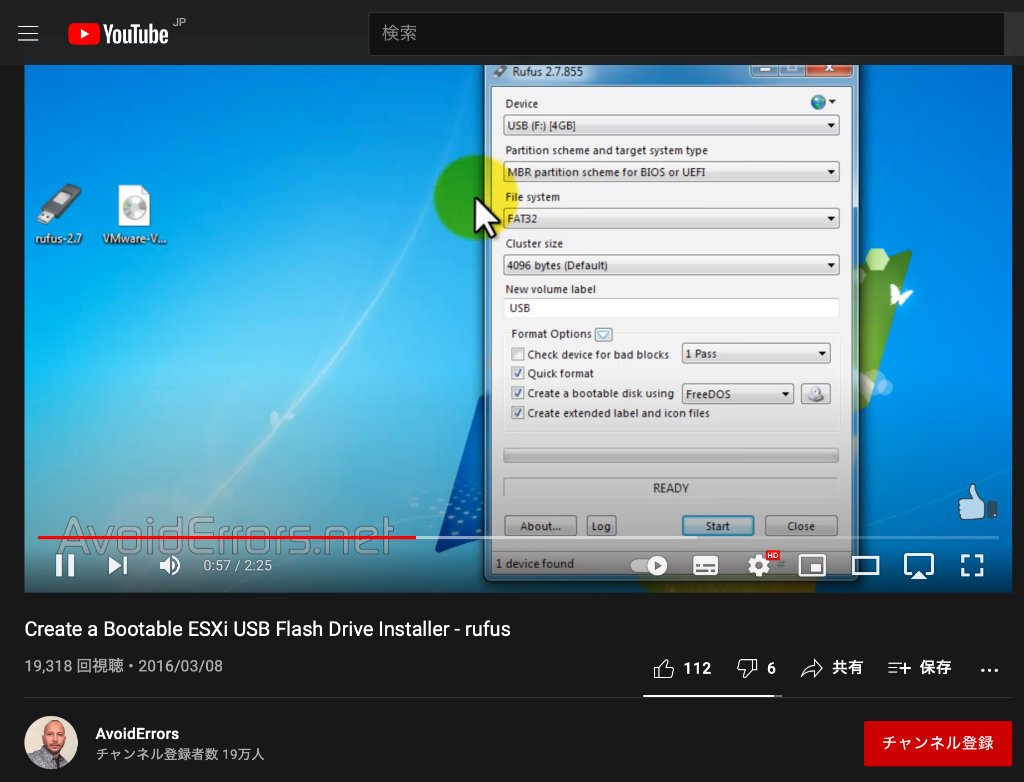 YouTube JP
検索
Rufus 2.7.855
Device
USB (F:) [4GB]
Partition scheme and target system type
MBR partition scheme for BIOS or UEFI
File system
FAT32
Cluster size
4096 bytes (Default)
New volume label
USB
Format Options
Check device for bad blocks
1 Pass
Quick format
Create a bootable disk using
FreeDOS
Create extended label and icon files
READY
About...
Log
Start
Close
1 device found
#
rufus-2.7
VMware-V...
AvoidErrors.net
0:57 / 2:25
HD
Create a Bootable ESXi USB Flash Drive Installer - rufus
19,318 回視聴・2016/03/08
112
6
共有
保存
...
AvoidErrors
チャンネル登録者数 19万人
チャンネル登録